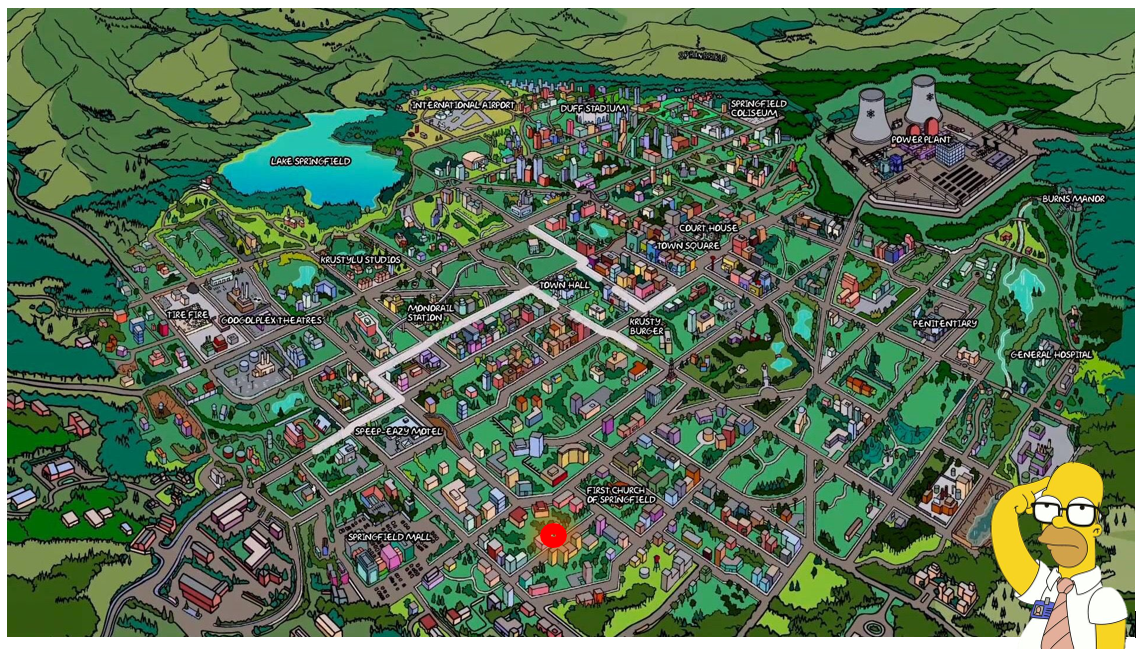 SPRINGFIELD
INTERNATIONAL AIRPORT
DUFF STADIUM
SPRINGFIELD
COLISEUM
POWER PLANT
LAKE SPRINGFIELD
BURNS MANOR
COURT HOUSE
TOWN SQUARE
KRUSTYLU STUDIOS
TOWN HALL
MONORAIL
STATION
TIRE FIRE
GOOGOLPLEX THEATRES
KRUSTY
BURGER
PENITENTIARY
GENERAL HOSPITAL
SPEEP-EAZY MOTEL
FIRST CHURCH
OF SPRINGFIELD
SPRINGFIELD MALL